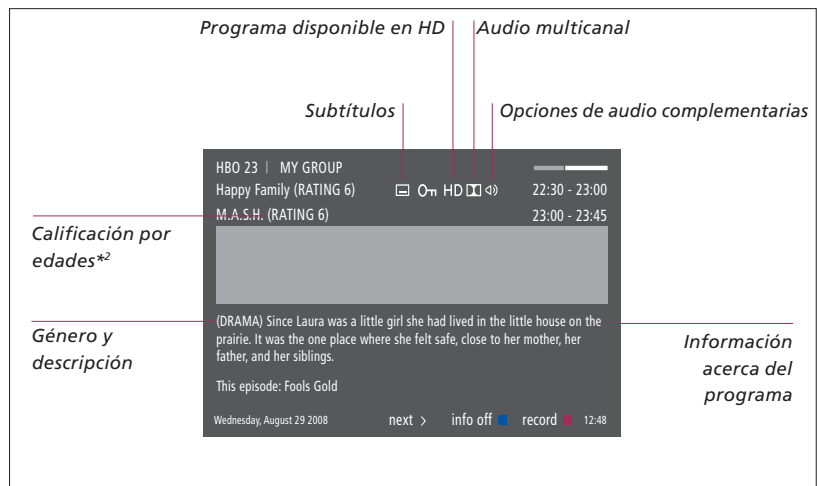 Programa disponible en HD
Audio multicanal
Subtítulos
Opciones de audio complementarias
HBO 23 | MY GROUP
Happy Family (RATING 6) HD 22:30 - 23:00
M.A.S.H. (RATING 6) 23:00 - 23:45
Calificación por
edades*2
(DRAMA) Since Laura was a little girl she had lived in the little house on the
prairie. It was the one place where she felt safe, close to her mother, her
father, and her siblings.
This episode: Fools Gold
Género y
descripción
Información
acerca del
programa
Wednesday, August 29 2008 next > info off record 12:48